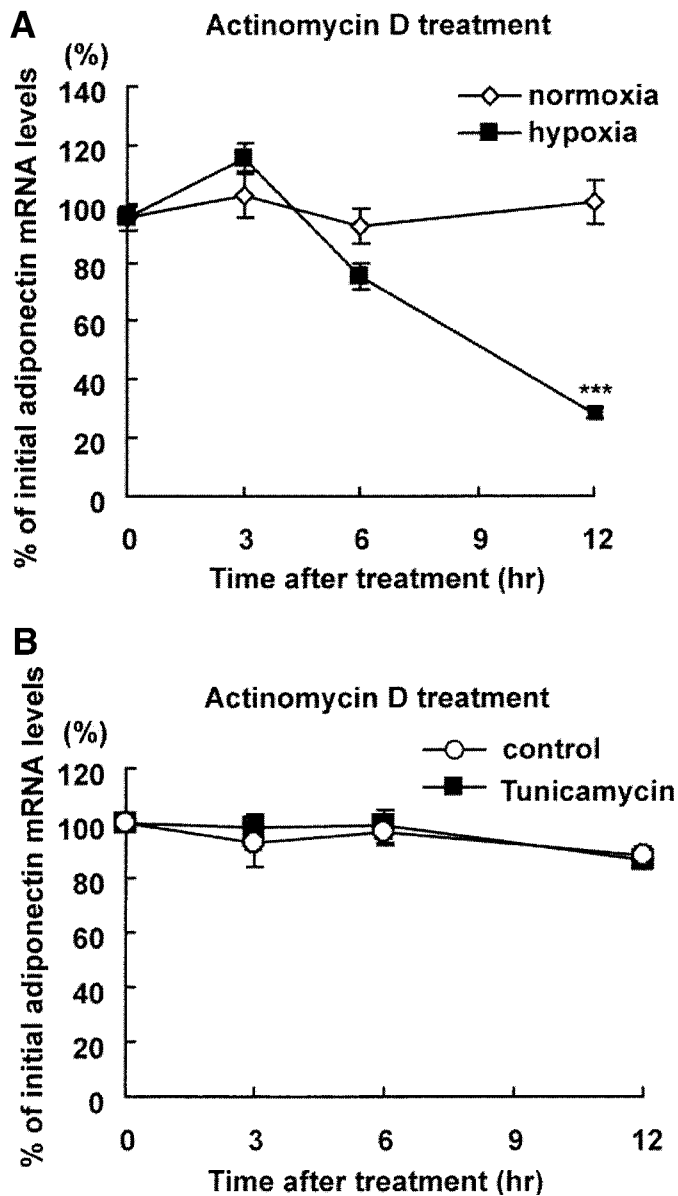 A
Actinomycin D treatment
(%)
% of initial adiponectin mRNA levels
140
120
100
80
60
40
20
0
normoxia
hypoxia
***
0 3 6 9 12
Time after treatment (hr)
B
Actinomycin D treatment
(%)
% of initial adiponectin mRNA levels
120
100
80
60
40
20
0
control
Tunicamycin
0 3 6 9 12
Time after treatment (hr)